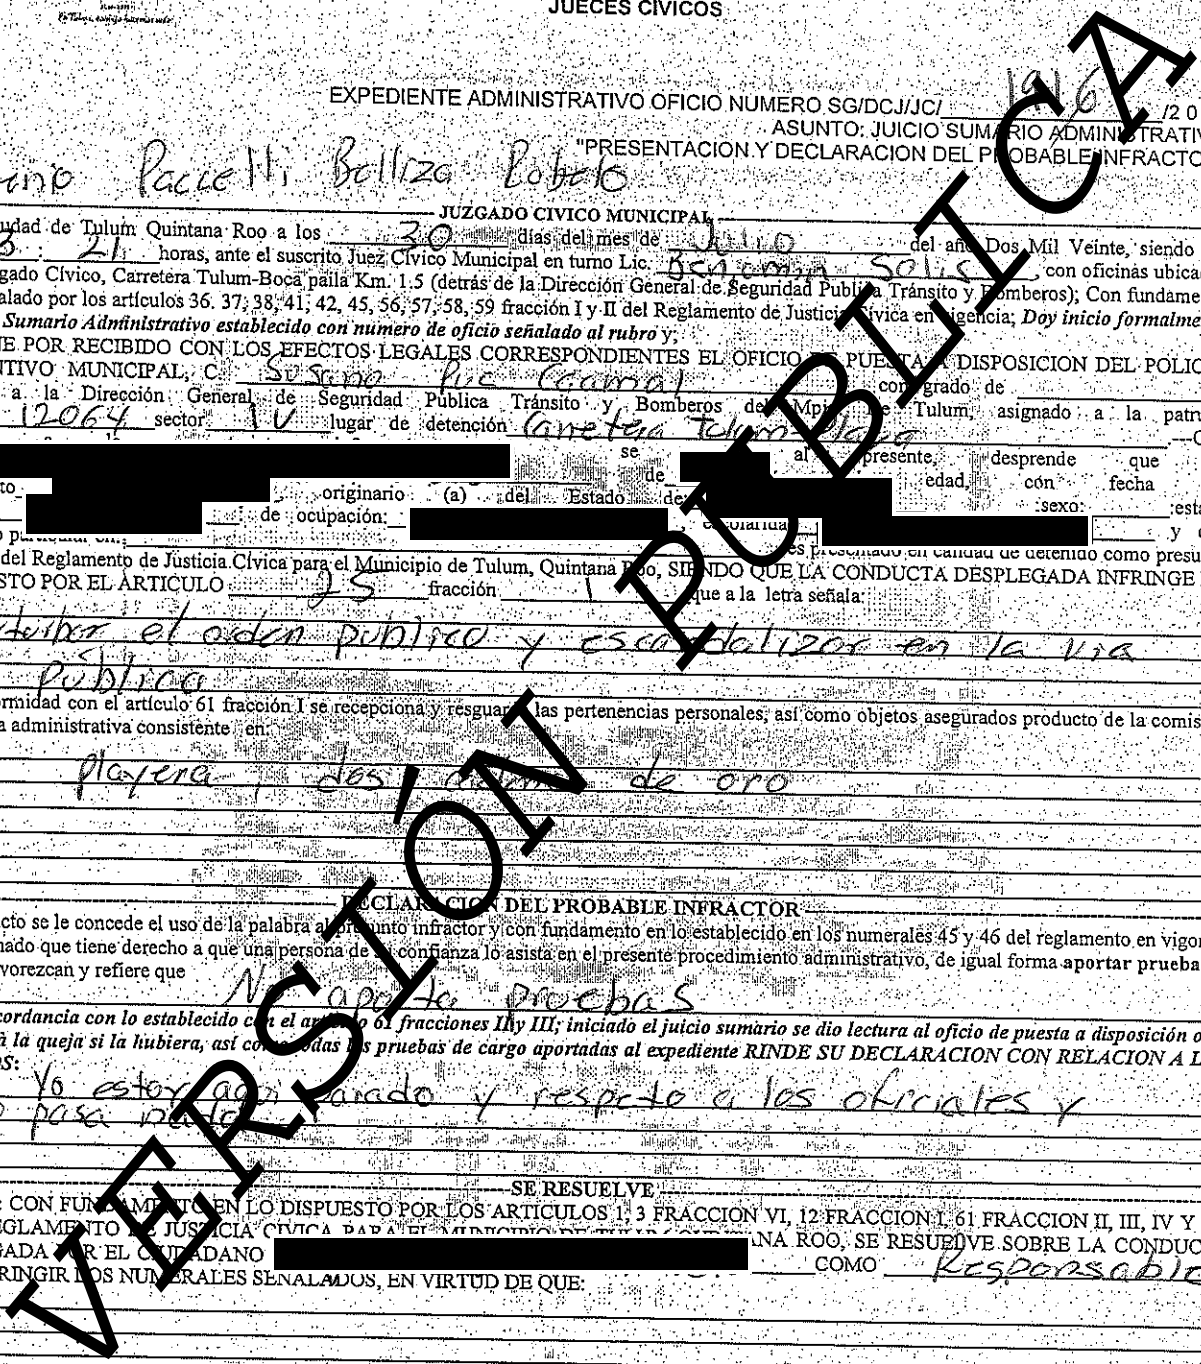 JUECES CIVICOS
EXPEDIENTE ADMINISTRATIVO OFICIO NUMERO SG/DCJ/JC/ 1916 /20
ASUNTO: JUICIO SUMARIO ADMINISTRATIV
"PRESENTACION Y DECLARACION DEL PROBABLE INFRACTO
Paccelli Belliza Robelo
JUZGADO CIVICO MUNICIPAL
udad de Tulum Quintana Roo a los 30 días del mes de Julio del año Dos Mil Veinte, siendo
3:21 horas, ante el suscrito Juez Cívico Municipal en turno Lic. Benjamin Solis, con oficinas ubica
gado Cívico, Carretera Tulum-Boca paila Km. 1.5 (detrás de la Dirección General de Seguridad Publica Tránsito y Bomberos); Con fundame
alado por los artículos 36, 37, 38, 41, 42, 45, 56, 57, 58, 59 fracción I y II del Reglamento de Justicia Cívica en vigencia; Doy inicio formalme
Sumario Administrativo establecido con numero de oficio señalado al rubro y;
E POR RECIBIDO CON LOS EFECTOS LEGALES CORRESPONDIENTES EL OFICIO DE PUESTA A DISPOSICION DEL POLIC
NTIVO MUNICIPAL, C. Susano Puc Caamal con grado de
a la Dirección General de Seguridad Pública Tránsito y Bomberos del Mpio de Tulum, asignado a la patr
12064 sector IV lugar de detención Carretera Tulum Playa
se al presente, desprende que
de edad, con fecha
to originario (a) del Estado de sexo: esta
de ocupación: , escolaridad y
es presentado en calidad de detenido como presu
del Reglamento de Justicia Cívica para el Municipio de Tulum, Quintana Roo, SIENDO QUE LA CONDUCTA DESPLEGADA INFRINGE
STO POR EL ARTICULO 25 fracción 1 que a la letra señala:
el orden publico y escandalizar en la via
pública
ormidad con el artículo 61 fracción I se recepciona y resguardan las pertenencias personales, así como objetos asegurados producto de la comis
a administrativa consistente en:
playera, dos de oro
DECLARACION DEL PROBABLE INFRACTOR
cto se le concede el uso de la palabra al presunto infractor y con fundamento en lo establecido en los numerales 45 y 46 del reglamento en vigor
mado que tiene derecho a que una persona de su confianza lo asista en el presente procedimiento administrativo, de igual forma aportar prueba
vorezcan y refiere que No aporta pruebas
cordancia con lo establecido con el artículo 61 fracciones II y III; iniciado el juicio sumario se dio lectura al oficio de puesta a disposición o
á la queja si la hubiera, así como todas las pruebas de cargo aportadas al expediente RINDE SU DECLARACION CON RELACION A L
OS: Yo estoy aqui parado y respeto a los oficiales y
pasa nada
SE RESUELVE
: CON FUNDAMENTO EN LO DISPUESTO POR LOS ARTICULOS 1, 3 FRACCION VI, 12 FRACCION I, 61 FRACCION II, III, IV Y
EGLAMENTO DE JUSTICIA CIVICA PARA EL MUNICIPIO DE TULUM QUINTANA ROO, SE RESUELVE SOBRE LA CONDUC
GADA POR EL CIUDADANO COMO Responsable
RINGIR LOS NUMERALES SEÑALADOS, EN VIRTUD DE QUE:
VERSIÓN PUBLICA